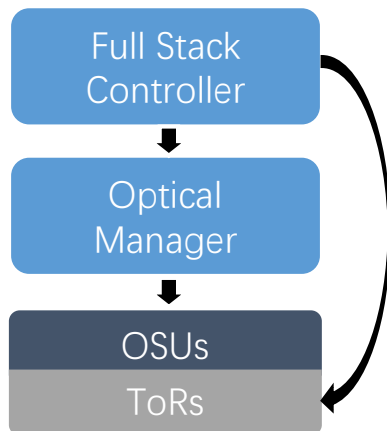 Full Stack
Controller
Optical
Manager
OSUs
ToRs